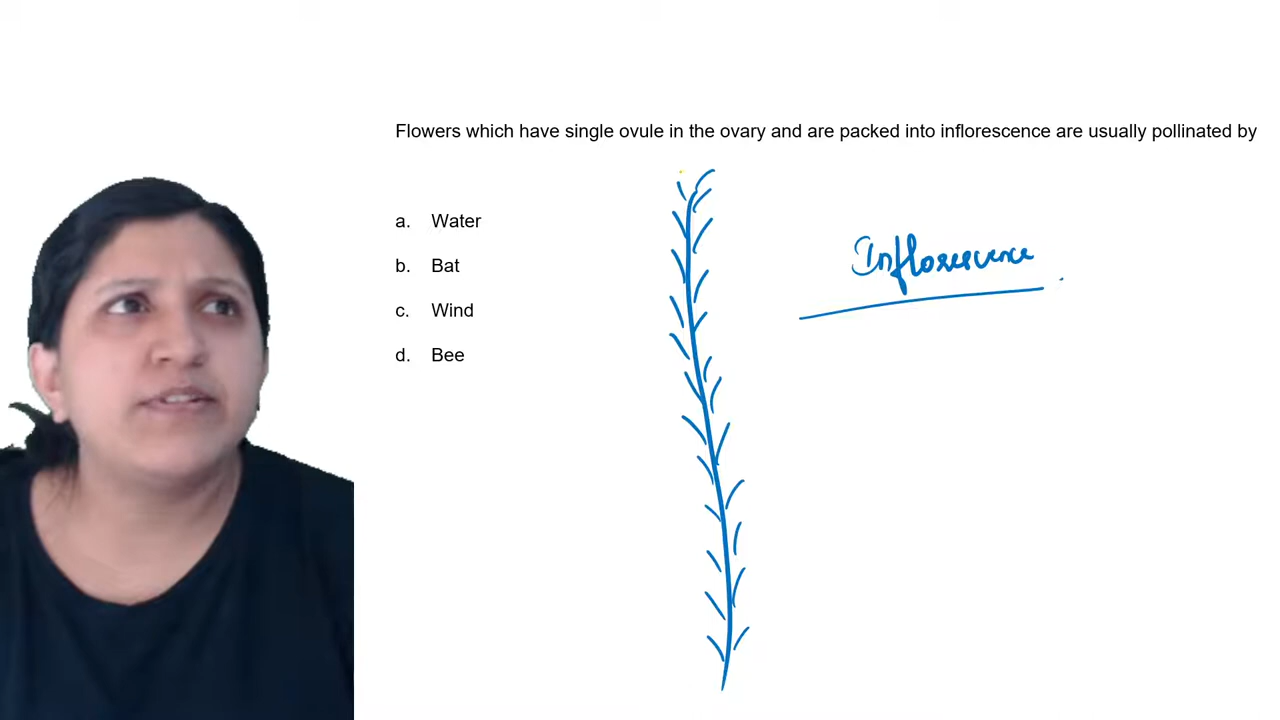 Flowers which have single ovule in the ovary and are packed into inflorescence are usually pollinated by
a. Water
Inflorescence
b. Bat
c. Wind
d. Bee